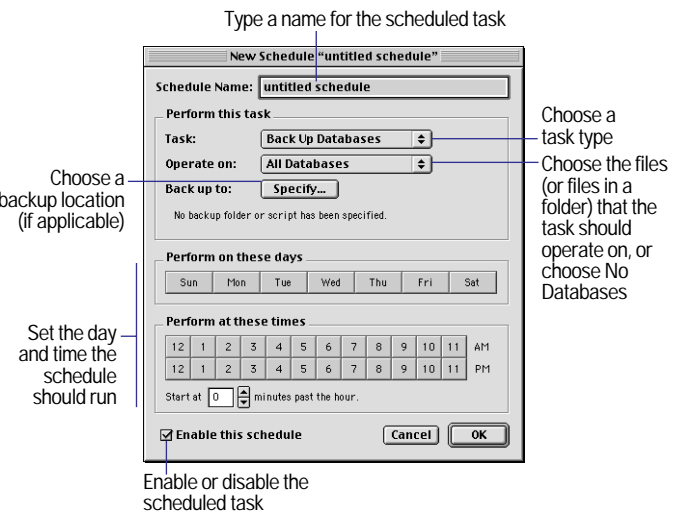 Type a name for the scheduled task
New Schedule “untitled schedule”
Schedule Name: untitled schedule
Perform this task
Task: Back Up Databases
Operate on: All Databases
Back up to: Specify...
No backup folder or script has been specified.
Choose a
backup location
(if applicable)
Choose a
task type
Choose the files
(or files in a
folder) that the
task should
operate on, or
choose No
Databases
Perform on these days
Sun Mon Tue Wed Thu Fri Sat
Perform at these times
12 1 2 3 4 5 6 7 8 9 10 11 AM
12 1 2 3 4 5 6 7 8 9 10 11 PM
Start at 0 minutes past the hour.
Set the day
and time the
schedule
should run
Enable this schedule Cancel OK
Enable or disable the
scheduled task